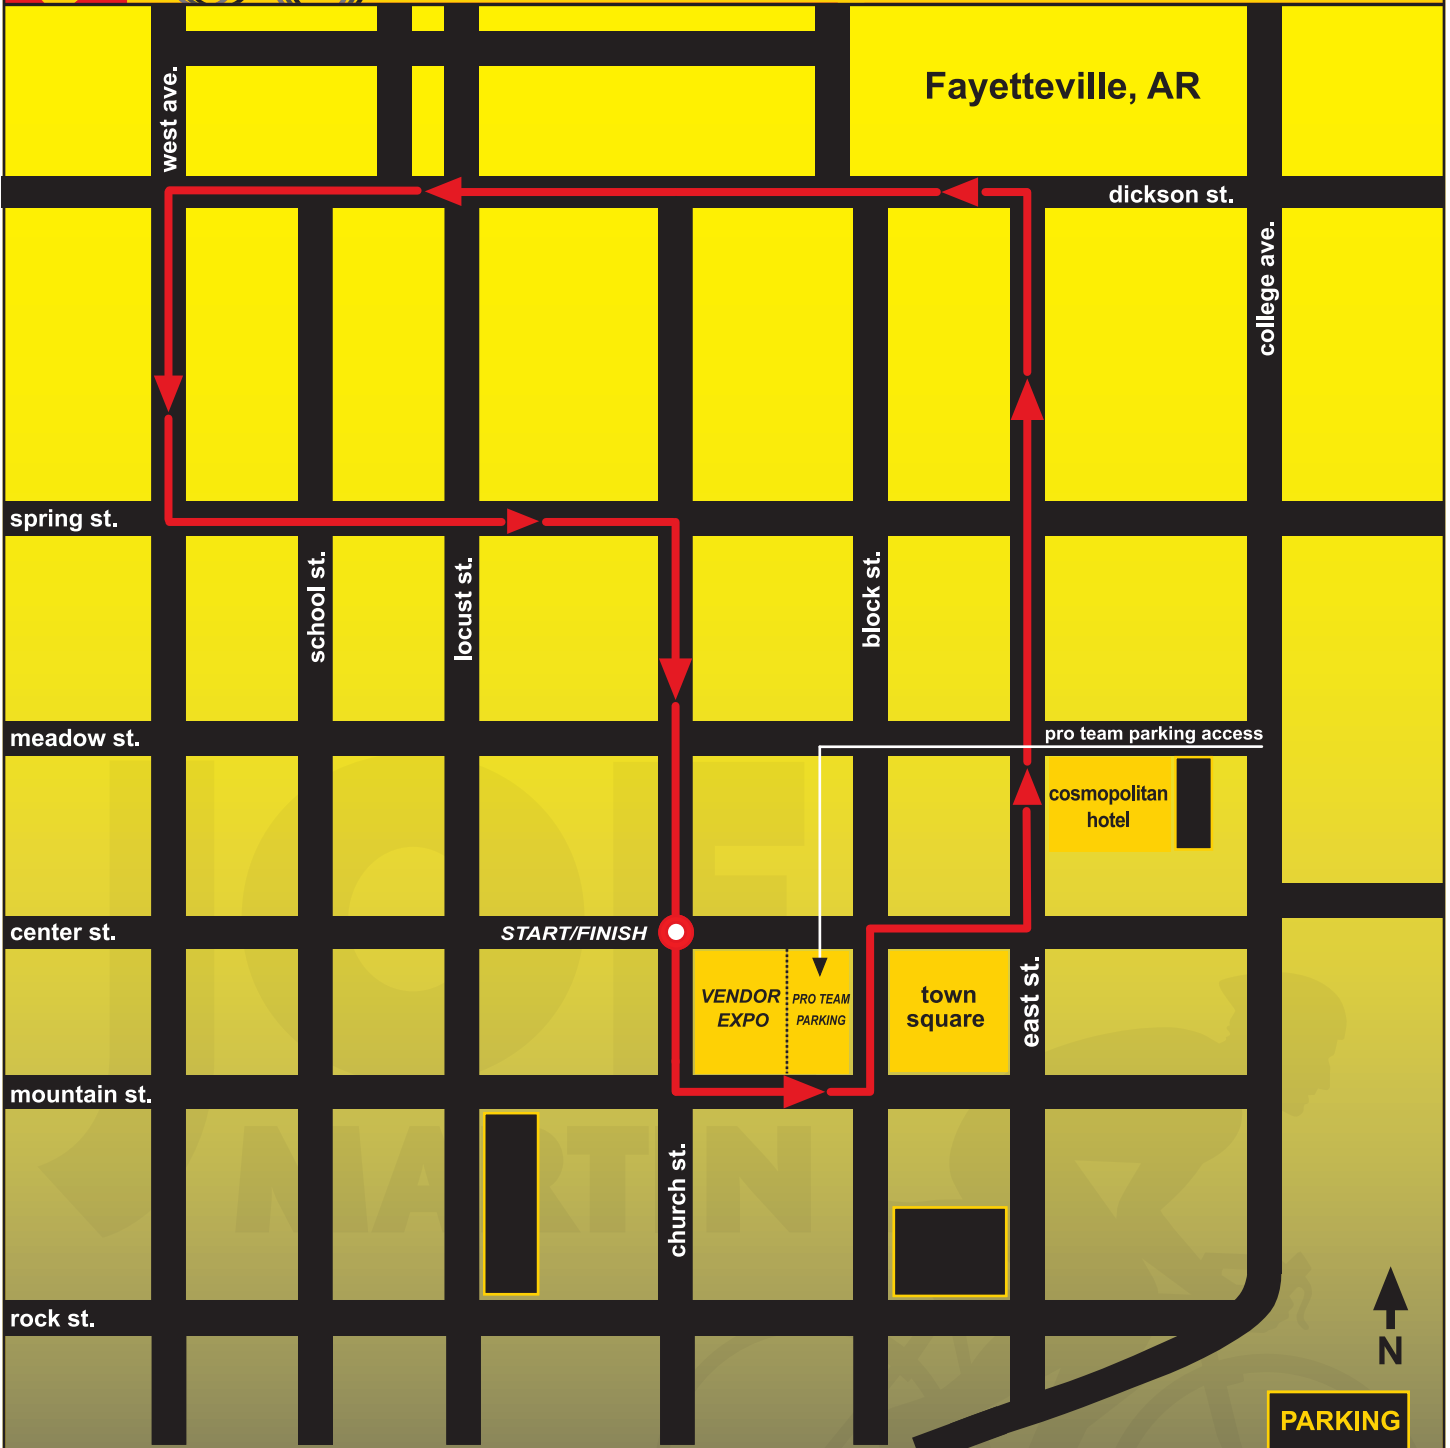 Fayetteville, AR
west ave.
dickson st.
college ave.
spring st.
school st.
locust st.
block st.
meadow st.
pro team parking access
cosmopolitan
hotel
center st.
START/FINISH
VENDOR
EXPO
PRO TEAM
PARKING
town
square
east st.
mountain st.
JOE
MARTIN
church st.
rock st.
N
PARKING